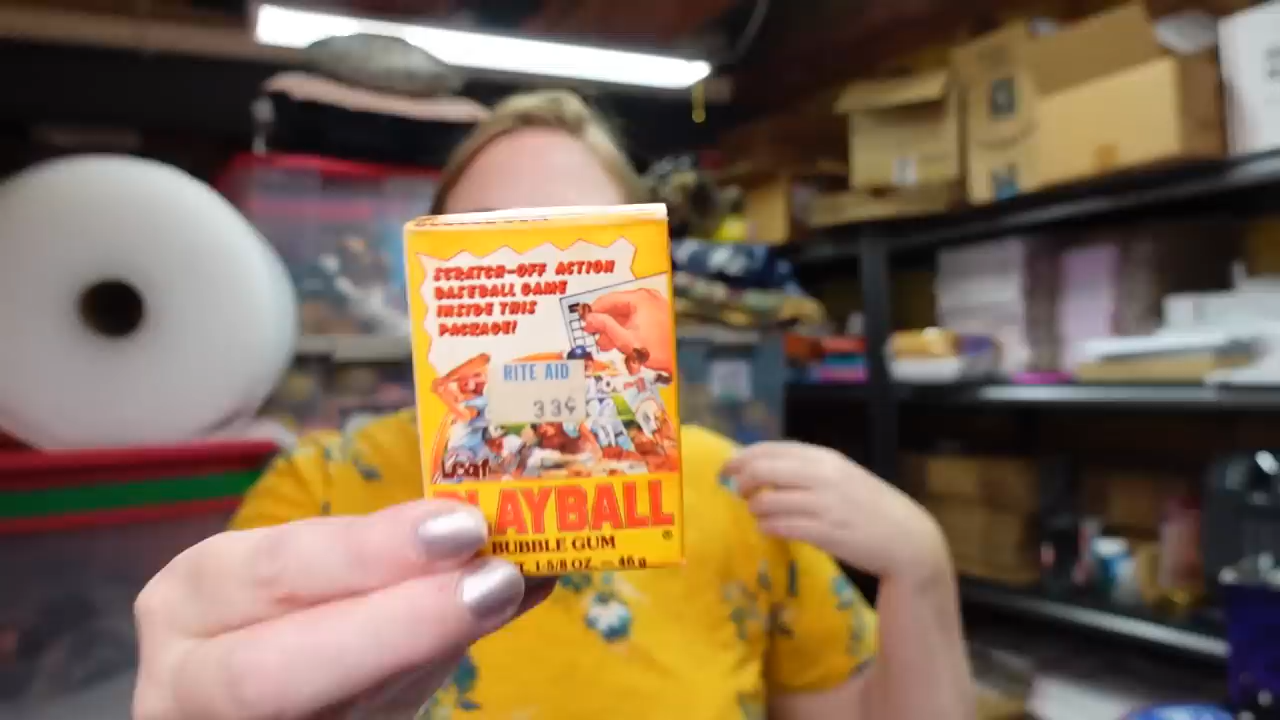 SCRATCH-OFF ACTION
BASEBALL GAME
INSIDE THIS
PACKAGE!
RITE AID
33¢
Leaf
LAYBALL®
BUBBLE GUM
T. 1-5/8 OZ. — 46 g